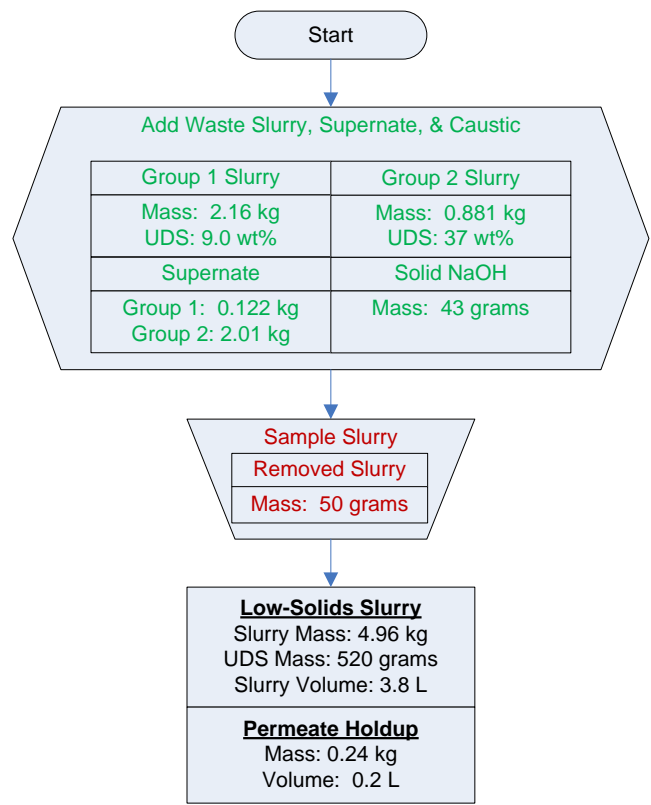 Start
Add Waste Slurry, Supernate, & Caustic
Group 1 Slurry
Group 2 Slurry
Mass:  2.16 kg
UDS: 9.0 wt%
Mass:  0.881 kg
UDS: 37 wt%
Supernate
Solid NaOH
Group 1:  0.122 kg
Group 2: 2.01 kg
Mass:  43 grams
Sample Slurry
Removed Slurry
Mass:  50 grams
Low-Solids Slurry
Slurry Mass: 4.96 kg
UDS Mass: 520 grams
Slurry Volume: 3.8 L
Permeate Holdup
Mass: 0.24 kg
Volume:  0.2 L